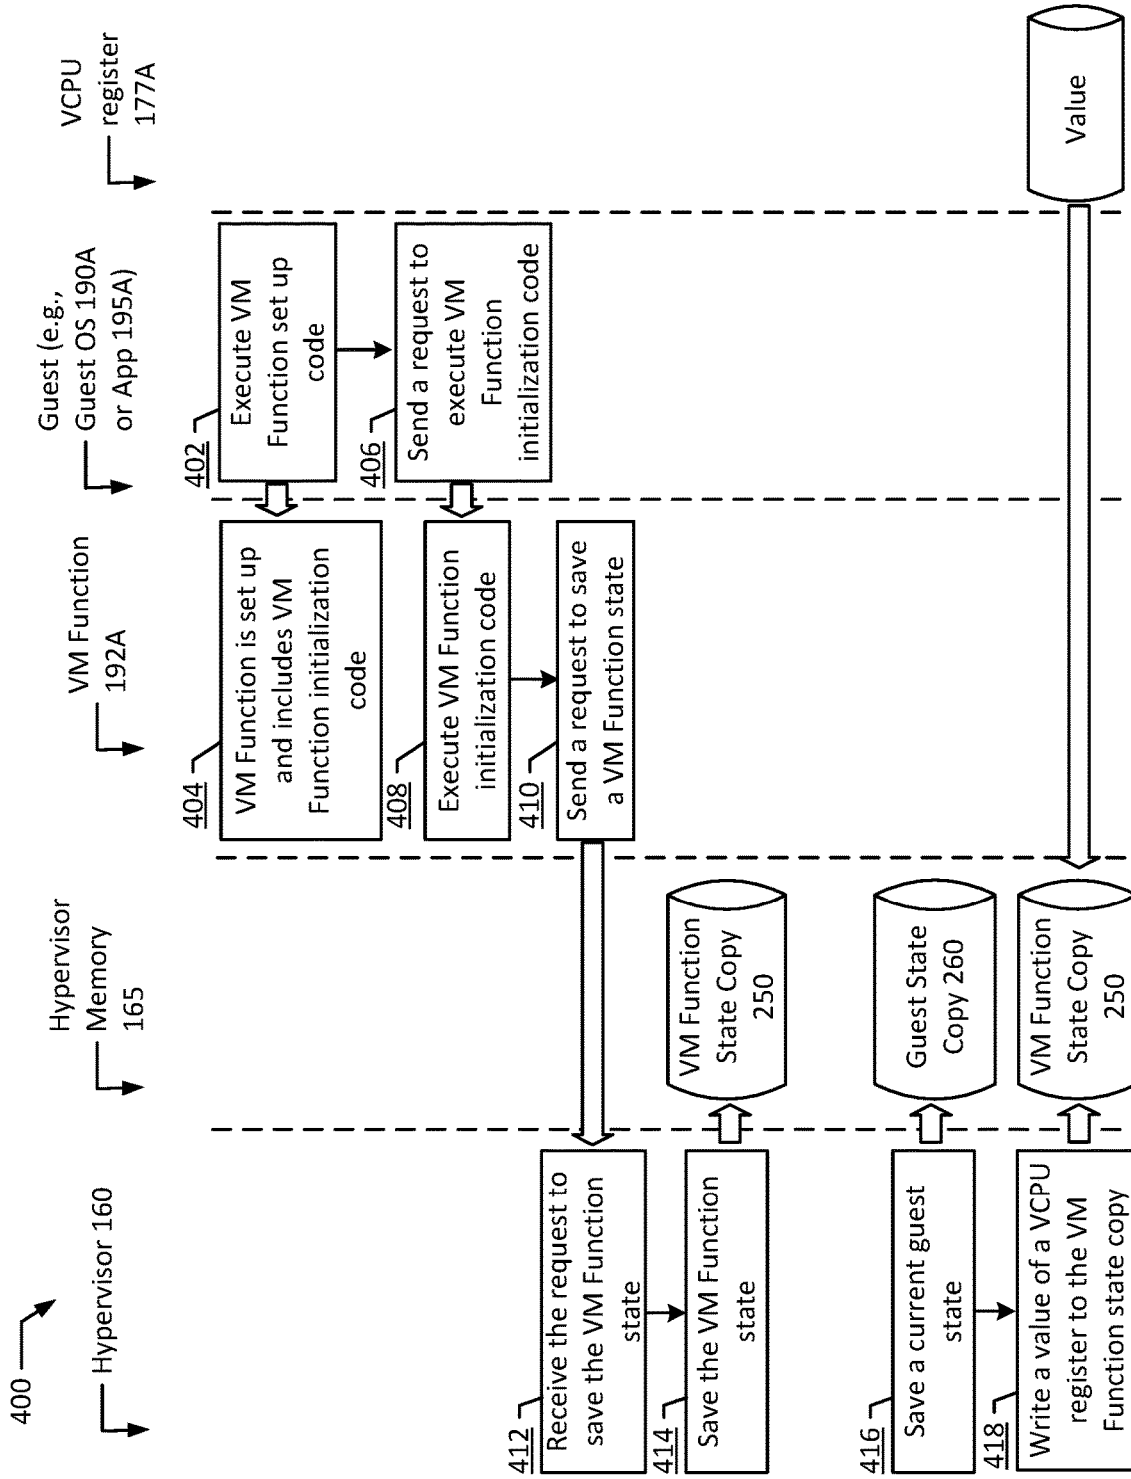 400
Hypervisor 160
Hypervisor
Memory
165
VM Function
192A
Guest (e.g.,
Guest OS 190A
or App 195A)
VCPU
register
177A
402
Execute VM
Function set up
code
404
VM Function is set up
and includes VM
Function initialization
code
406
Send a request to
execute VM
Function
initialization code
408
Execute VM Function
initialization code
410
Send a request to save
a VM Function state
412
Receive the request to
save the VM Function
state
414
Save the VM Function
state
VM Function
State Copy
250
416
Save a current guest
state
Guest State
Copy 260
418
Write a value of a VCPU
register to the VM
Function state copy
VM Function
State Copy
250
Value